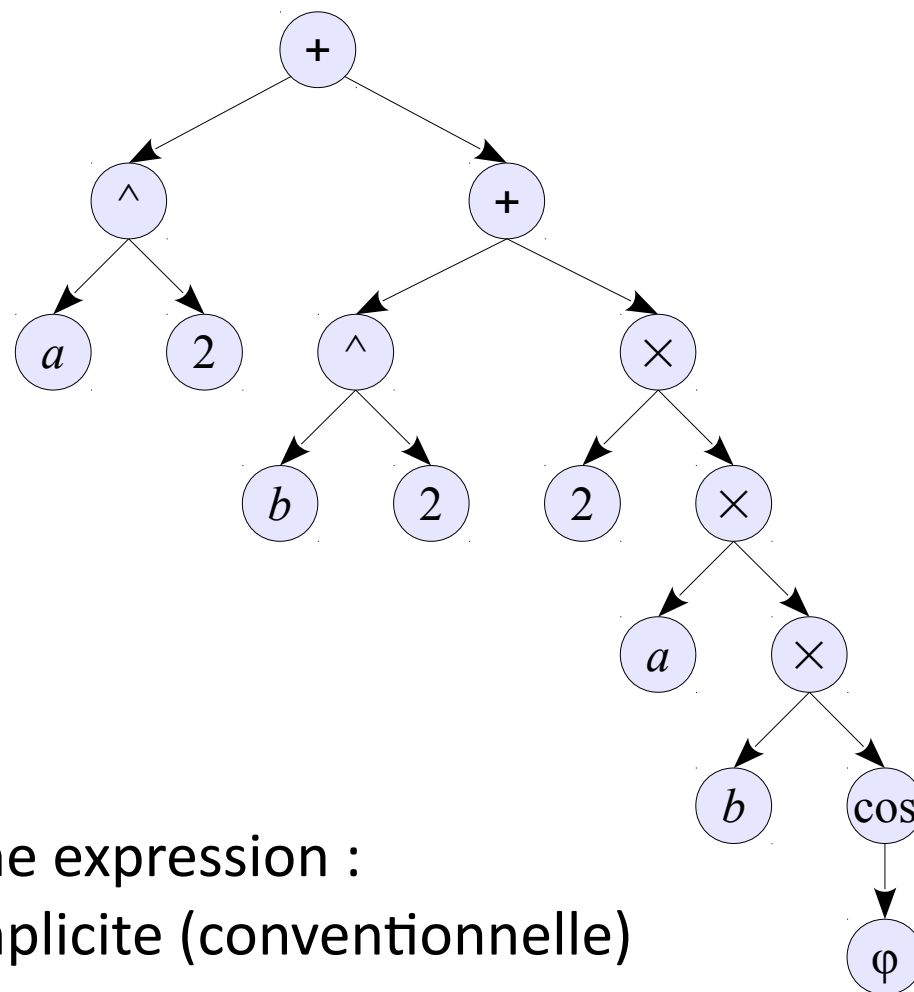 +
^ +
a 2 ^ ×
b 2 2 ×
a ×
b cos
expression :
(conventionnelle)
φ